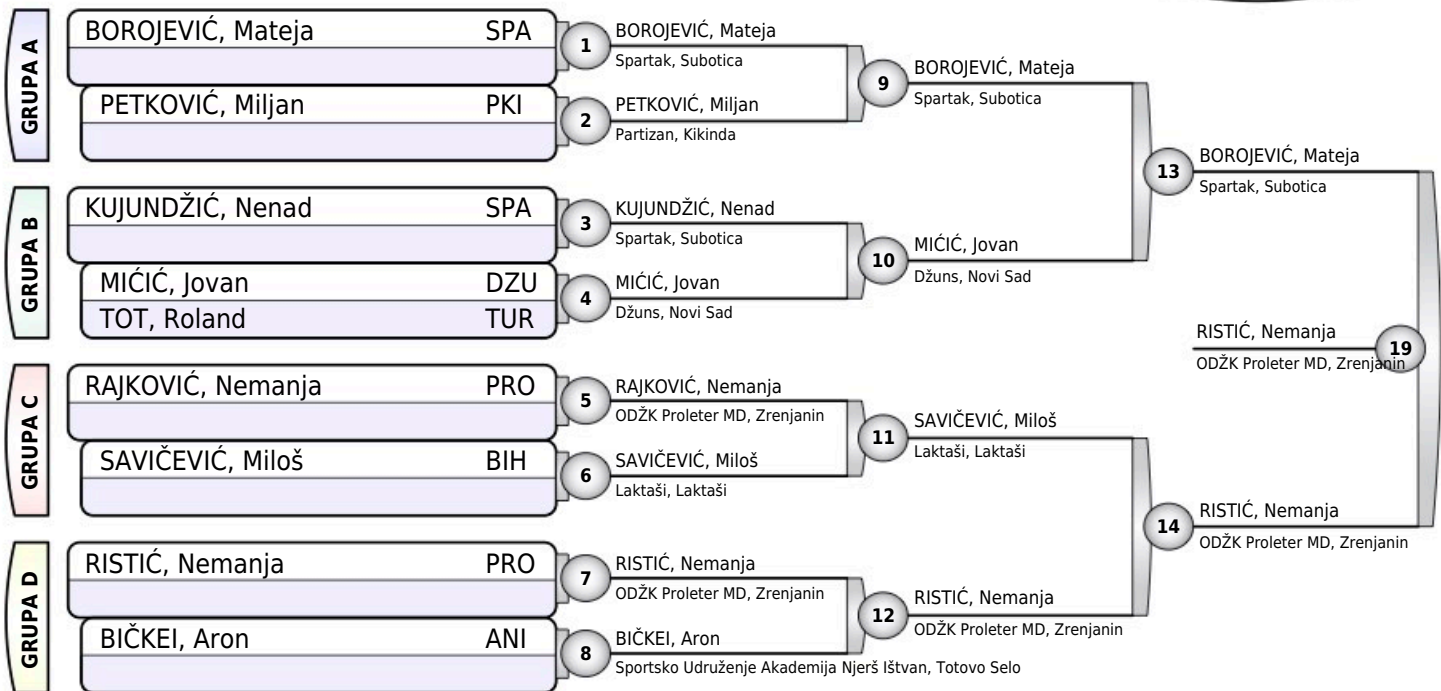 GRUPA A
BOROJEVIĆ, Mateja SPA
PETKOVIĆ, Miljan PKI
1
BOROJEVIĆ, Mateja
Spartak, Subotica
2
PETKOVIĆ, Miljan
Partizan, Kikinda
9
BOROJEVIĆ, Mateja
Spartak, Subotica
GRUPA B
KUJUNDŽIĆ, Nenad SPA
MIĆIĆ, Jovan DZU
TOT, Roland TUR
3
KUJUNDŽIĆ, Nenad
Spartak, Subotica
4
MIĆIĆ, Jovan
Džuns, Novi Sad
10
MIĆIĆ, Jovan
Džuns, Novi Sad
13
BOROJEVIĆ, Mateja
Spartak, Subotica
GRUPA C
RAJKOVIĆ, Nemanja PRO
SAVIČEVIĆ, Miloš BIH
5
RAJKOVIĆ, Nemanja
ODŽK Proleter MD, Zrenjanin
6
SAVIČEVIĆ, Miloš
Laktaši, Laktaši
11
SAVIČEVIĆ, Miloš
Laktaši, Laktaši
GRUPA D
RISTIĆ, Nemanja PRO
BIČKEI, Aron ANI
7
RISTIĆ, Nemanja
ODŽK Proleter MD, Zrenjanin
8
BIČKEI, Aron
Sportsko Udruženje Akademija Njerš Ištvan, Totovo Selo
12
RISTIĆ, Nemanja
ODŽK Proleter MD, Zrenjanin
14
RISTIĆ, Nemanja
ODŽK Proleter MD, Zrenjanin
RISTIĆ, Nemanja
ODŽK Proleter MD, Zrenjanin
19